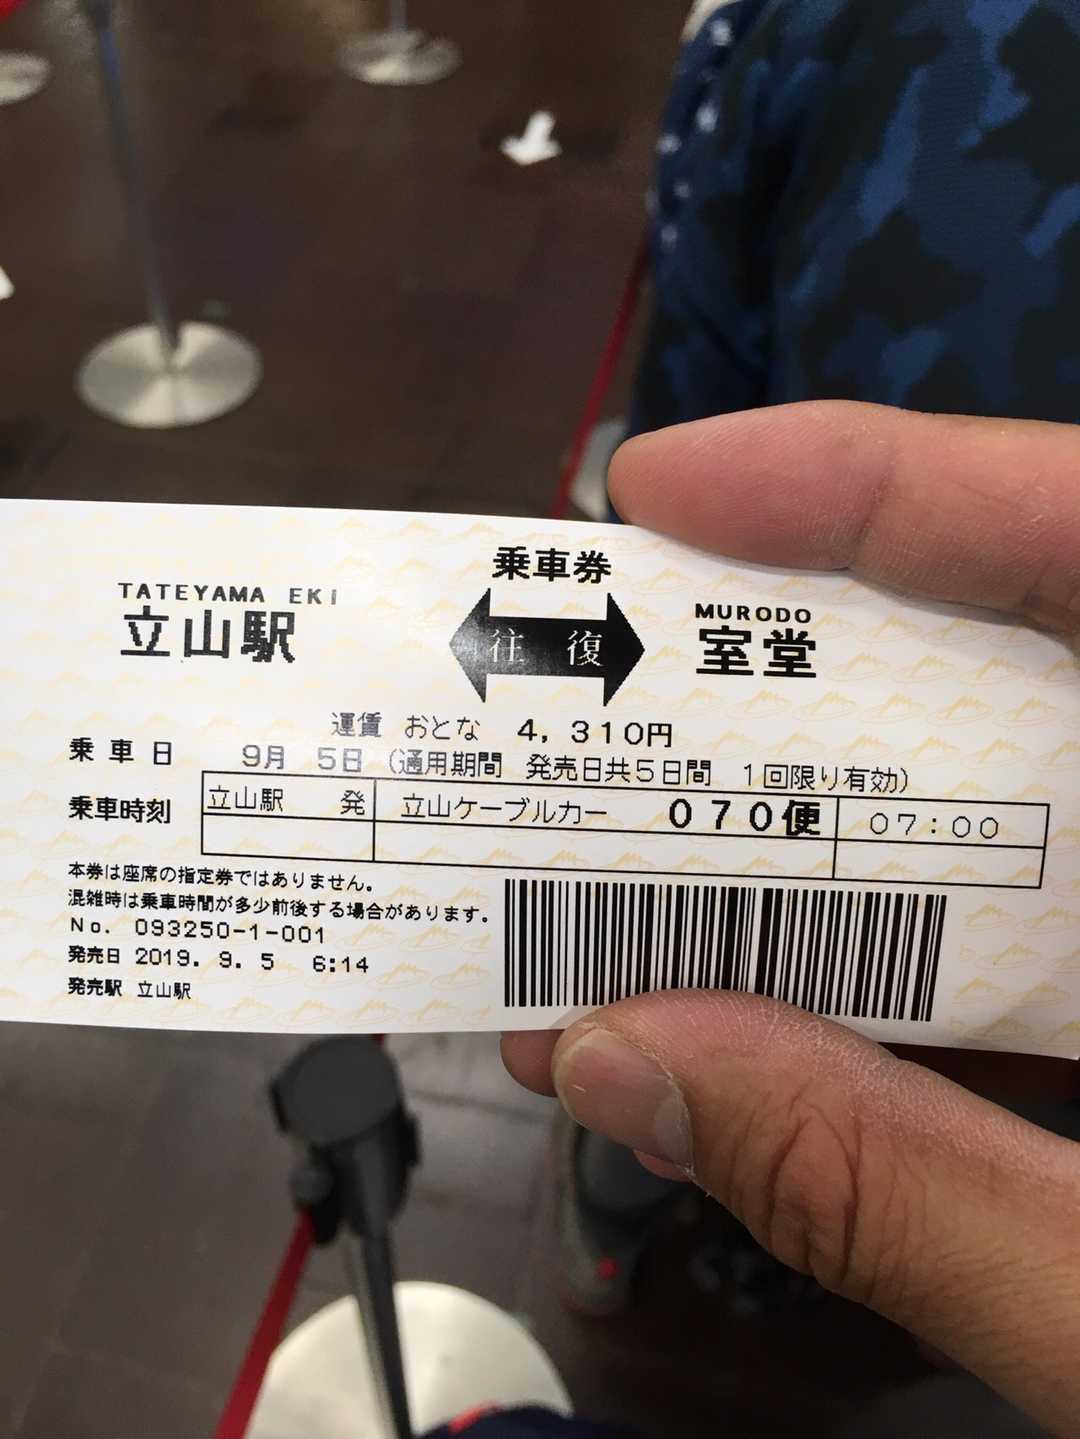 乗車券
TATEYAMA EKI
立山駅
往 復
MURODO
室堂
運賃 おとな 4,310円
乗車日 9月 5日 (通用期間 発売日共5日間 1回限り有効)
乗車時刻 立山駅 発 立山ケーブルカー 070便 07:00
本券は座席の指定券ではありません。
混雑時は乗車時間が多少前後する場合があります。
No. 093250-1-001
発売日 2019. 9. 5 6:14
発売駅 立山駅